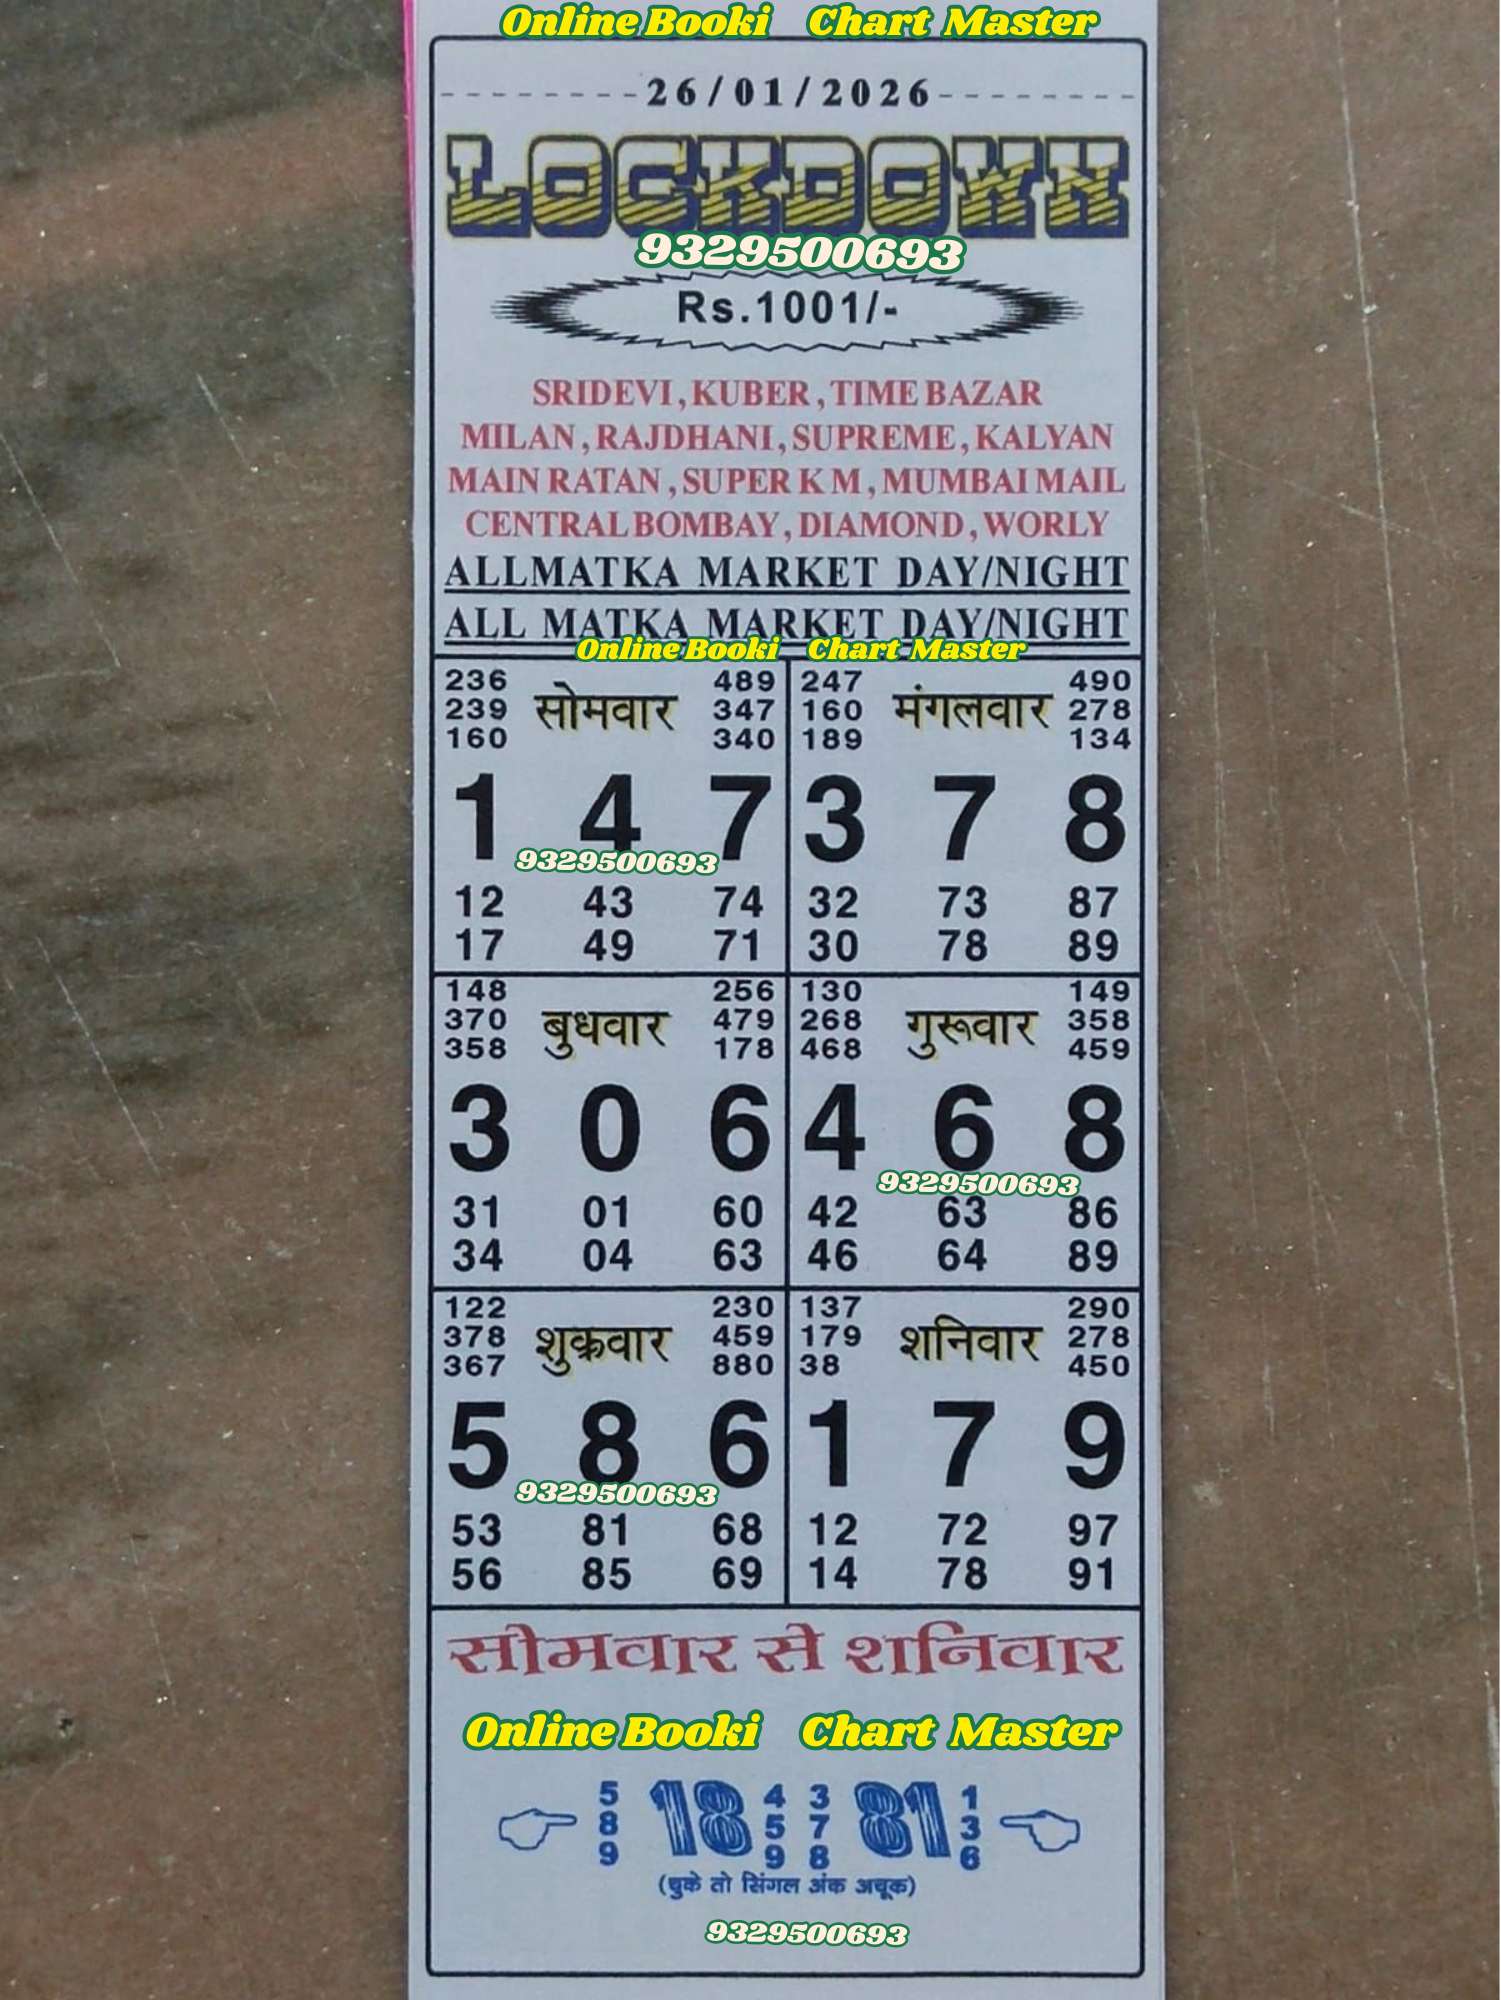 Online Booki Chart Master
26/01/2026
LOCKDOWN
9329500693
Rs.1001/-
SRIDEVI, KUBER, TIME BAZAR
MILAN, RAJDHANI, SUPREME, KALYAN
MAIN RATAN, SUPER K M, MUMBAI MAIL
CENTRAL BOMBAY, DIAMOND, WORLY
ALLMATKA MARKET DAY/NIGHT
ALL MATKA MARKET DAY/NIGHT
Online Booki Chart Master
236 489 247 490
239 सोमवार 347 160 मंगलवार 278
160 340 189 134
1 4 7 3 7 8
9329500693
12 43 74 32 73 87
17 49 71 30 78 89
148 256 130 149
370 बुधवार 479 268 गुरूवार 358
358 178 468 459
3 0 6 4 6 8
9329500693
31 01 60 42 63 86
34 04 63 46 64 89
122 230 137 290
378 शुक्रवार 459 179 शनिवार 278
367 880 38 450
5 8 6 1 7 9
9329500693
53 81 68 12 72 97
56 85 69 14 78 91
सोमवार से शनिवार
Online Booki Chart Master
5 4 3 1
8 18 5 7 81 3
9 9 8 6
(चुके तो सिंगल अंक अचूक)
9329500693